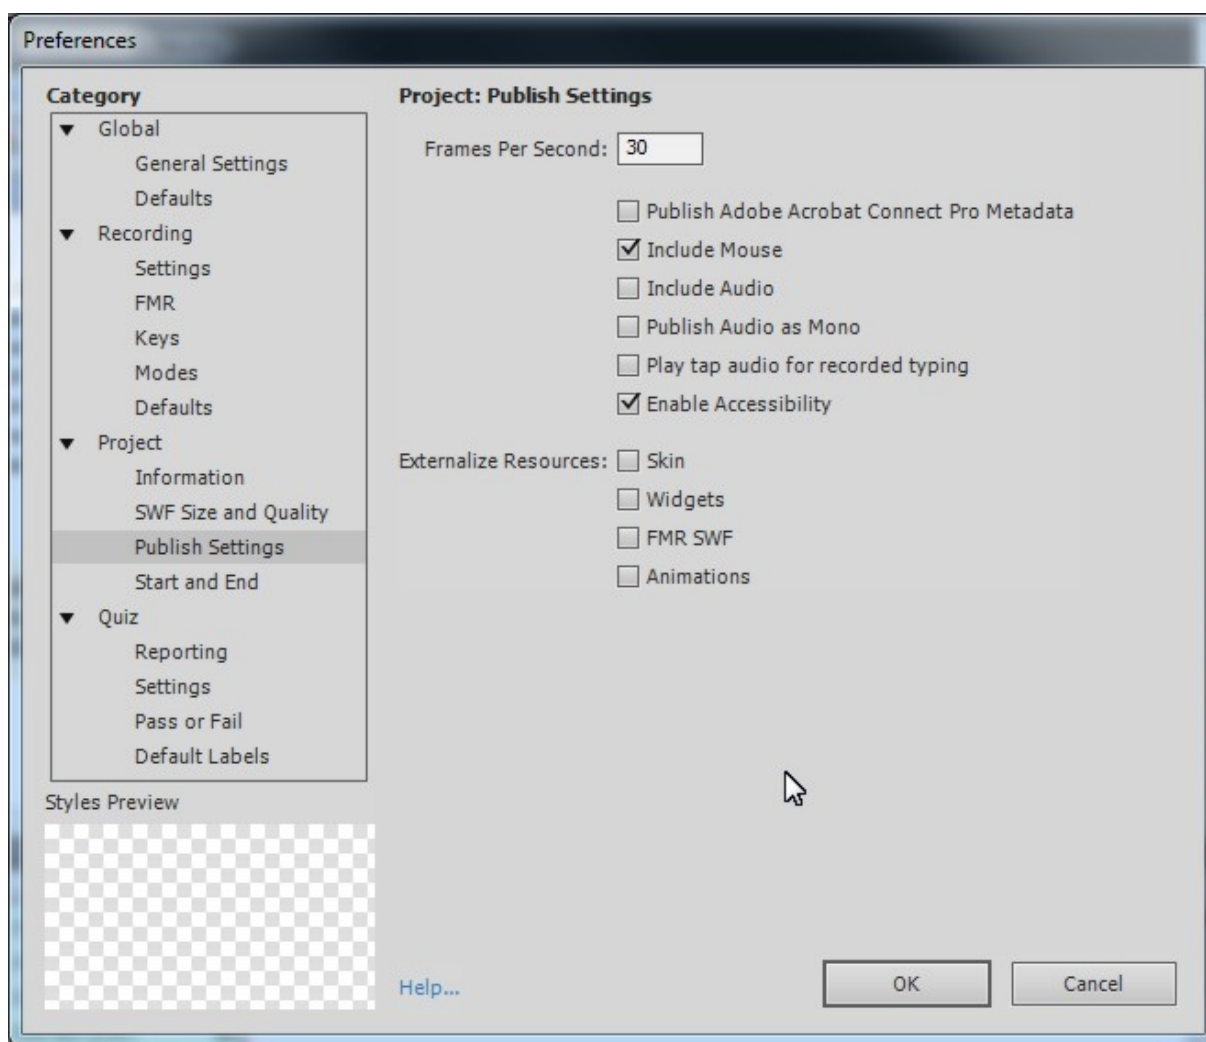 Preferences
Category
Global
General Settings
Defaults
Recording
Settings
FMR
Keys
Modes
Defaults
Project
Information
SWF Size and Quality
Publish Settings
Start and End
Quiz
Reporting
Settings
Pass or Fail
Default Labels
Styles Preview
Project: Publish Settings
Frames Per Second: 30
Publish Adobe Acrobat Connect Pro Metadata
Include Mouse
Include Audio
Publish Audio as Mono
Play tap audio for recorded typing
Enable Accessibility
Externalize Resources: Skin
Widgets
FMR SWF
Animations
Help...
OK
Cancel